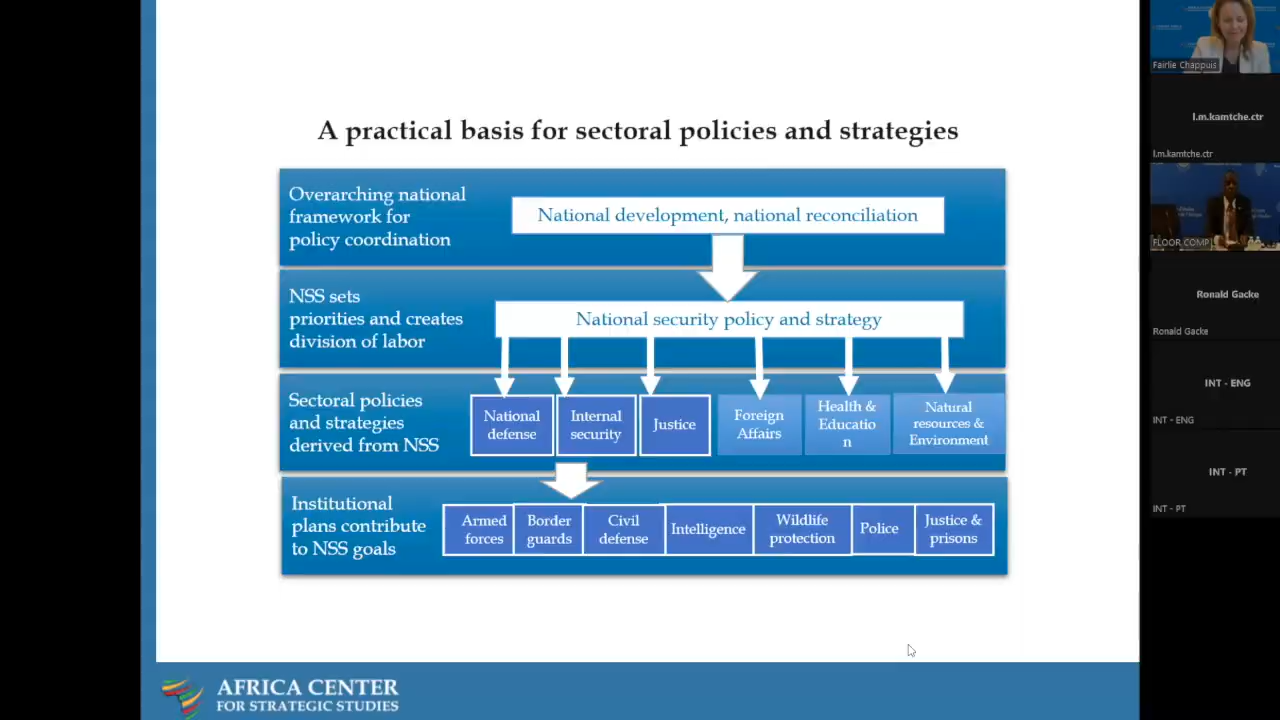 A practical basis for sectoral policies and strategies
Overarching national
framework for
policy coordination
National development, national reconciliation
NSS sets
priorities and creates
division of labor
National security policy and strategy
Sectoral policies
and strategies
derived from NSS
National
defense
Internal
security
Justice
Foreign
Affairs
Health &
Educatio
n
Natural
resources &
Environment
Institutional
plans contribute
to NSS goals
Armed
forces
Border
guards
Civil
defense
Intelligence
Wildlife
protection
Police
Justice &
prisons
AFRICA CENTER
FOR STRATEGIC STUDIES
Fairlie Chappuis
l.m.kamtche.ctr
l.m.kamtche.ctr
FLOOR COMP
Ronald Gacke
Ronald Gacke
INT - ENG
INT - ENG
INT - PT
INT - PT